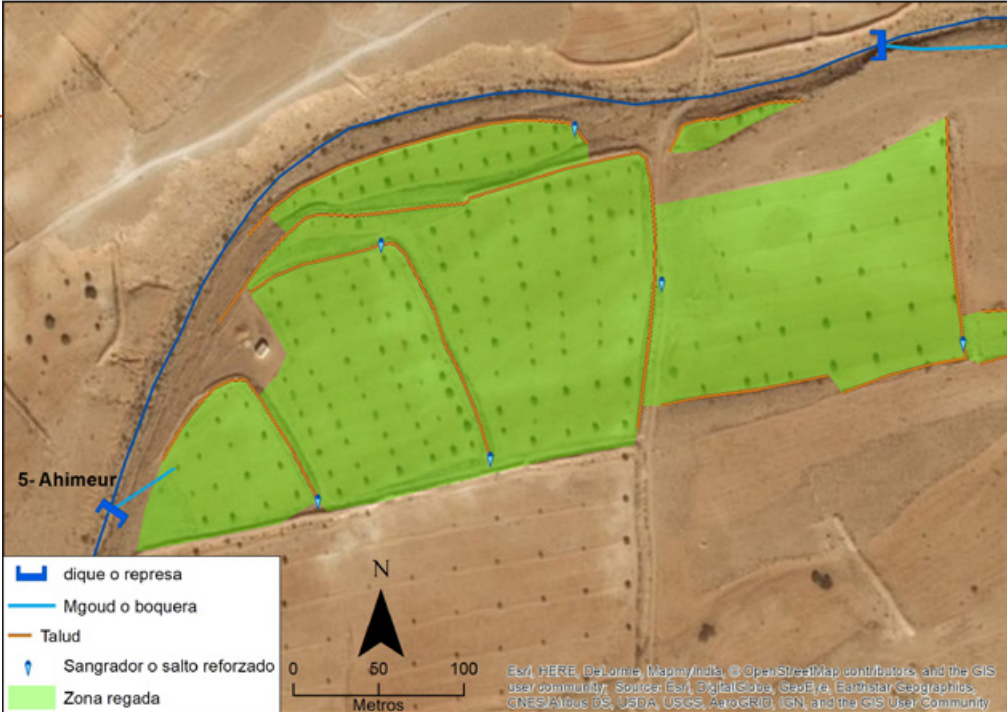 5- Ahimeur
dique o represa
Mgoud o boquera
Talud
Sangrador o salto reforzado
Zona regada
N
0 50 100
Metros
Esri, HERE, DeLorme, MapmyIndia, © OpenStreetMap contributors, and the GIS
user community; Source: Esri, DigitalGlobe, GeoEye, Earthstar Geographics,
CNES/Airbus DS, USDA, USGS, AeroGRID, IGN, and the GIS User Community